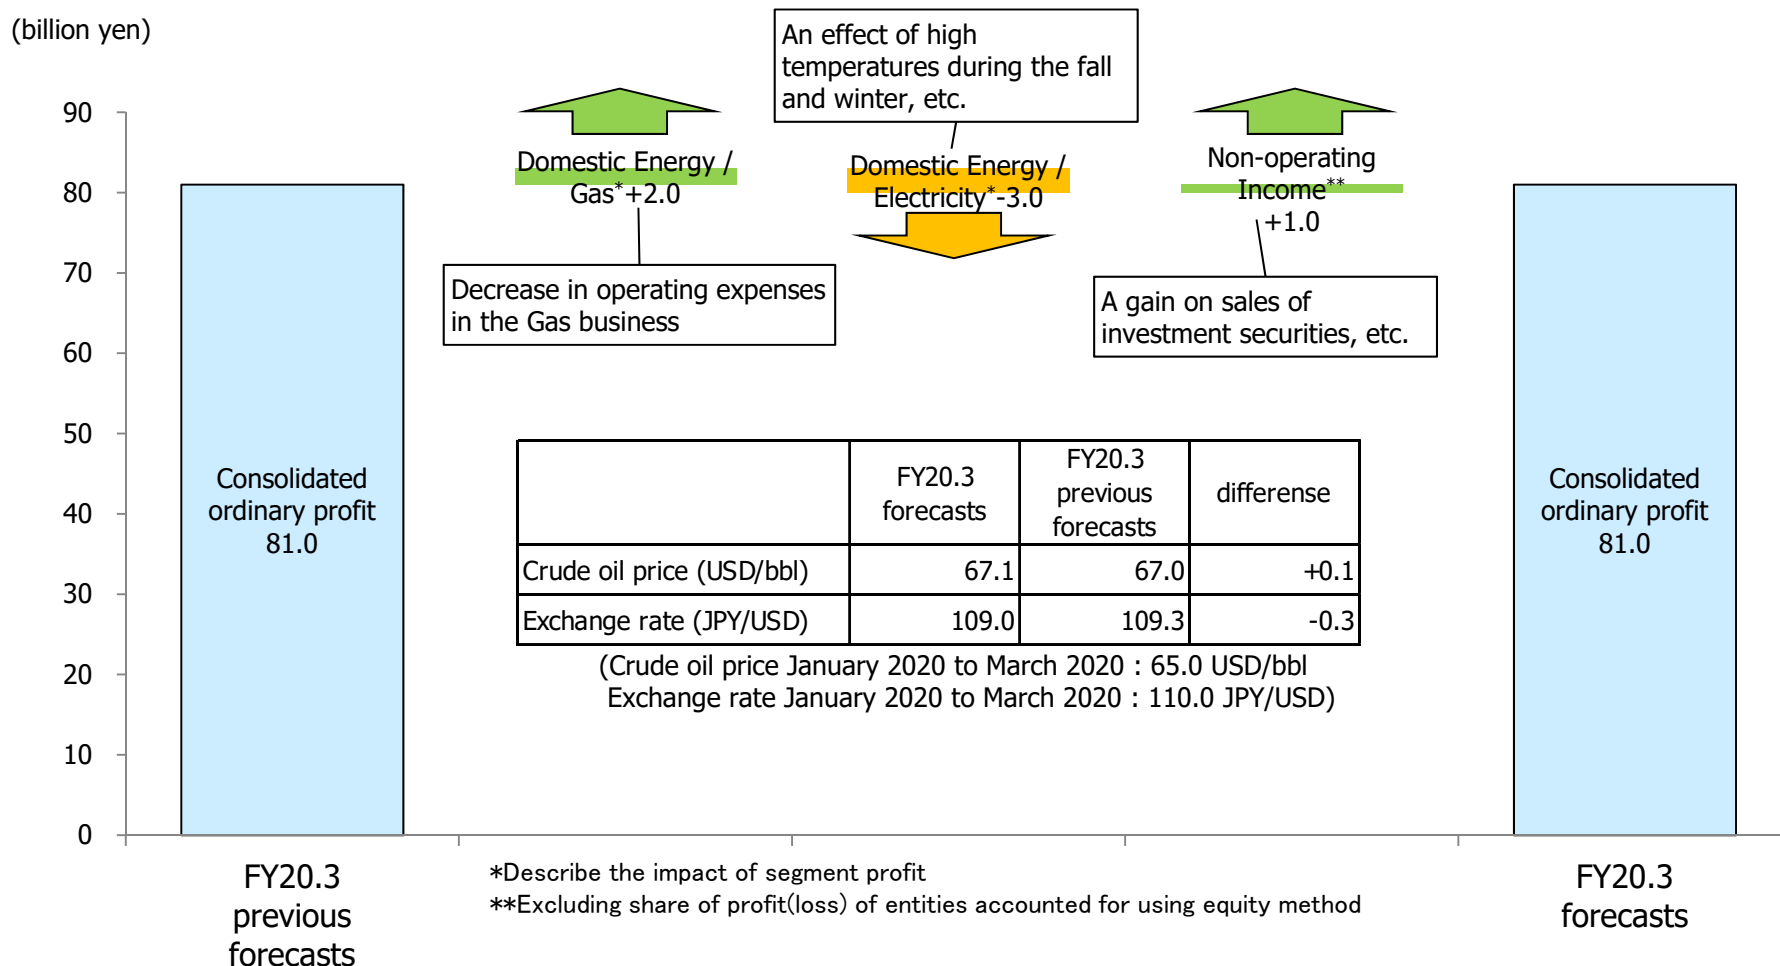 (billion yen)
An effect of high
temperatures during the fall
and winter, etc.
90
80
70
60
50
40
30
20
10
0
Domestic Energy /
Gas*+2.0
Domestic Energy /
Electricity*-3.0
Non-operating
Income**
+1.0
Decrease in operating expenses
in the Gas business
A gain on sales of
investment securities, etc.
Consolidated
ordinary profit
81.0
FY20.3
forecasts
FY20.3
previous
forecasts
differense
Crude oil price (USD/bbl) 67.1 67.0 +0.1
Exchange rate (JPY/USD) 109.0 109.3 -0.3
(Crude oil price January 2020 to March 2020 : 65.0 USD/bbl
Exchange rate January 2020 to March 2020 : 110.0 JPY/USD)
Consolidated
ordinary profit
81.0
FY20.3
previous
forecasts
*Describe the impact of segment profit
**Excluding share of profit(loss) of entities accounted for using equity method
FY20.3
forecasts